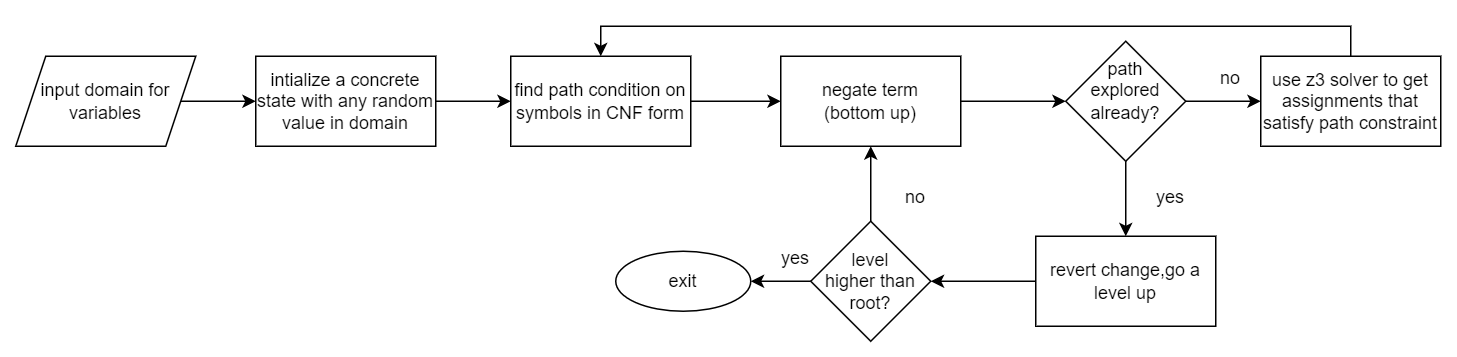 input domain for
variables
intialize a concrete
state with any random
value in domain
find path condition on
symbols in CNF form
negate term
(bottom up)
path
explored
already?
no
use z3 solver to get
assignments that
satisfy path constraint
yes
no
revert change,go a
level up
level
higher than
root?
yes
exit